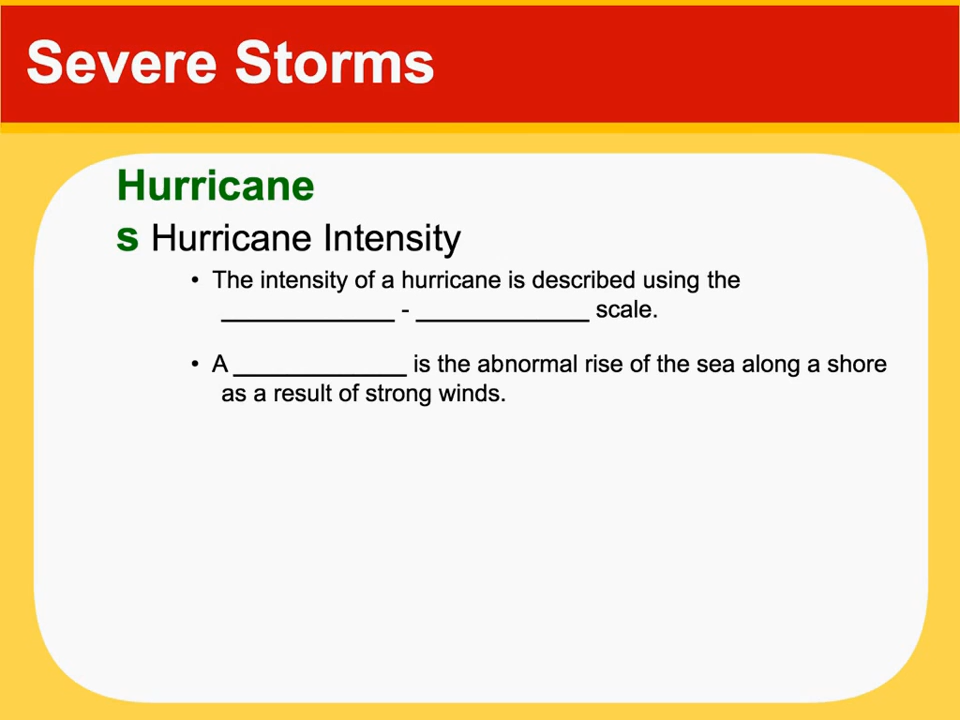 Severe Storms
Hurricane
s Hurricane Intensity
• The intensity of a hurricane is described using the
_____________ - _____________ scale.
• A _____________ is the abnormal rise of the sea along a shore
as a result of strong winds.